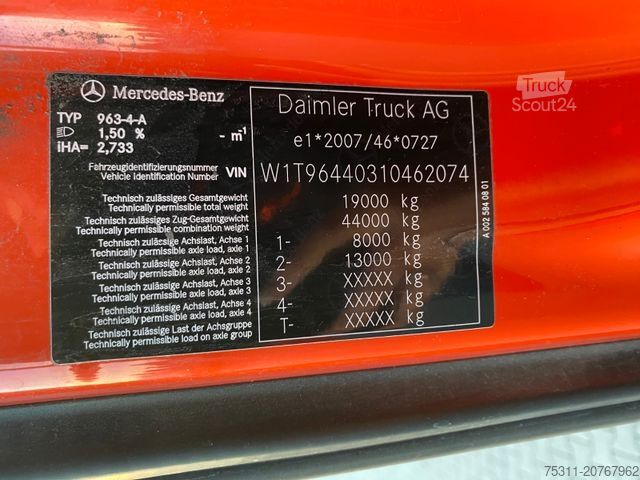 Truck
Scout24
Mercedes-Benz
Daimler Truck AG
TYP 963-4-A
1,50 % - m⁻¹
iHA= 2,733
e1*2007/46*0727
Fahrzeugidentifizierungsnummer
Vehicle Identification Number VIN W1T96440310462074
Technisch zulässiges Gesamtgewicht
Technically permissible total weight 19000 kg
Technisch zulässiges Zug-Gesamtgewicht
Technically permissible combination weight 44000 kg
Technisch zulässige Achslast, Achse 1
Technically permissible axle load, axle 1 1- 8000 kg
Technisch zulässige Achslast, Achse 2
Technically permissible axle load, axle 2 2- 13000 kg
Technisch zulässige Achslast, Achse 3
Technically permissible axle load, axle 3 3- XXXXX kg
Technisch zulässige Achslast, Achse 4
Technically permissible axle load, axle 4 4- XXXXX kg
Technisch zulässige Last der Achsgruppe
Technically permissible load on axle group T- XXXXX kg
A 002 584 08 01
75311-20767962